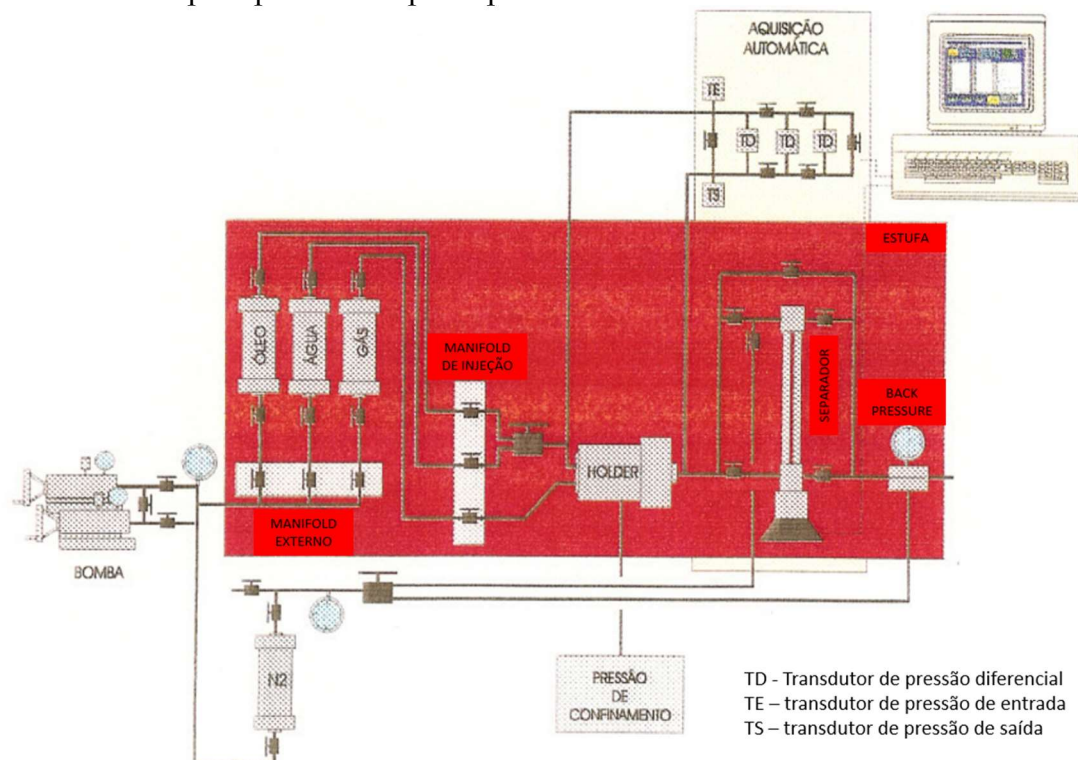 AQUISIÇÃO
AUTOMÁTICA
TE
TD
TD
TD
TS
ESTUFA
ÓLEO
ÁGUA
GÁS
MANIFOLD
DE INJEÇÃO
SEPARADOR
BACK
PRESSURE
HOLDER
MANIFOLD
EXTERNO
BOMBA
N2
PRESSÃO
DE
CONFINAMENTO
TD - Transdutor de pressão diferencial
TE – transdutor de pressão de entrada
TS – transdutor de pressão de saída